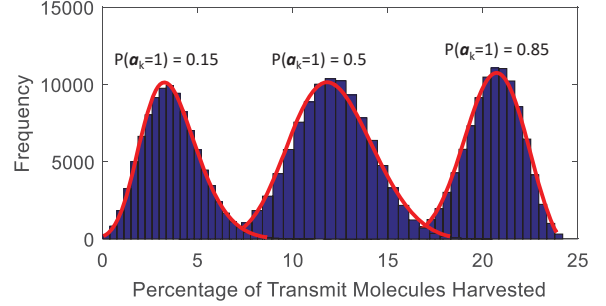 15000
P(aₖ=1) = 0.15 P(aₖ=1) = 0.5 P(aₖ=1) = 0.85
10000
5000
0
Frequency
0 5 10 15 20 25
Percentage of Transmit Molecules Harvested